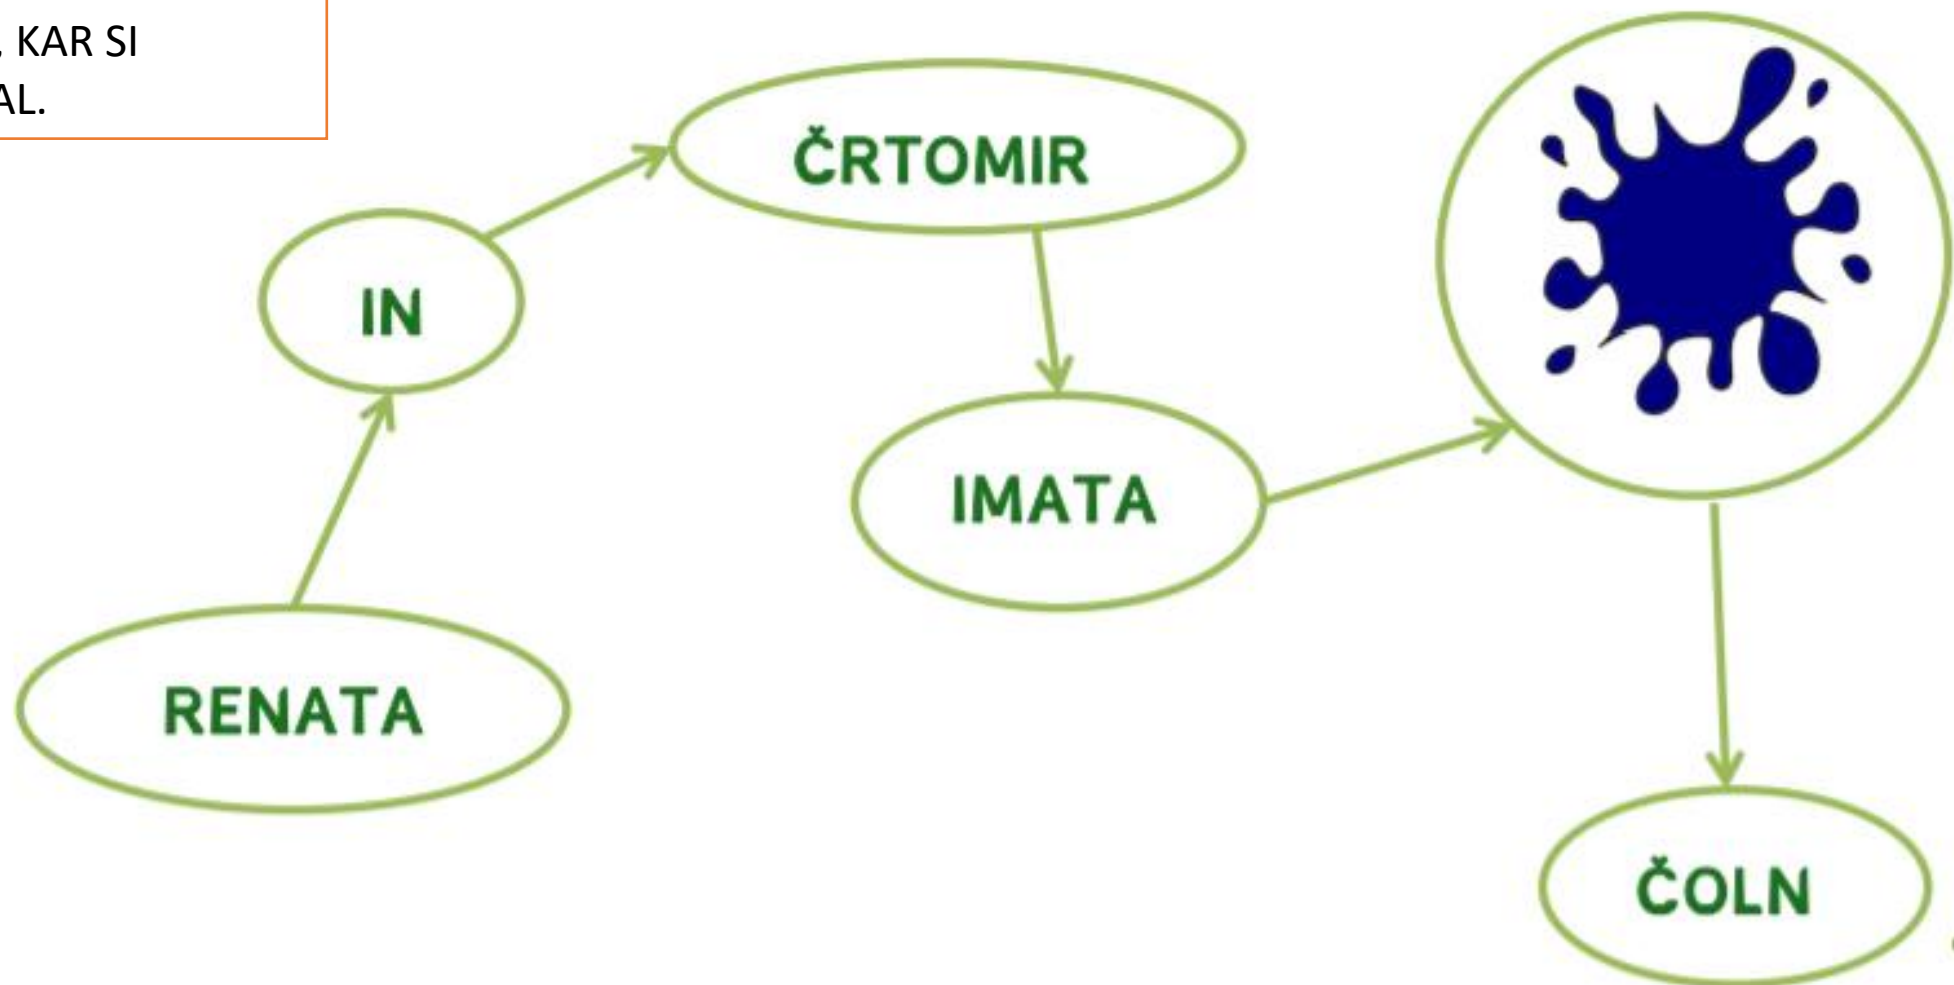 KAR SI
AL.
RENATA
IN
ČRTOMIR
IMATA
ČOLN